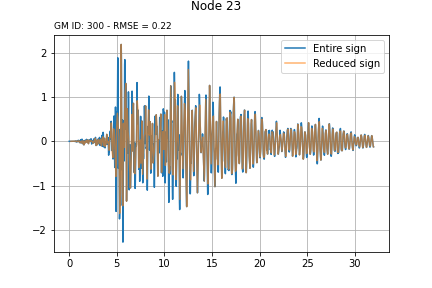 Node 23
GM ID: 300 - RMSE = 0.22
Entire sign
Reduced sign
2
1
0
−1
−2
0 5 10 15 20 25 30